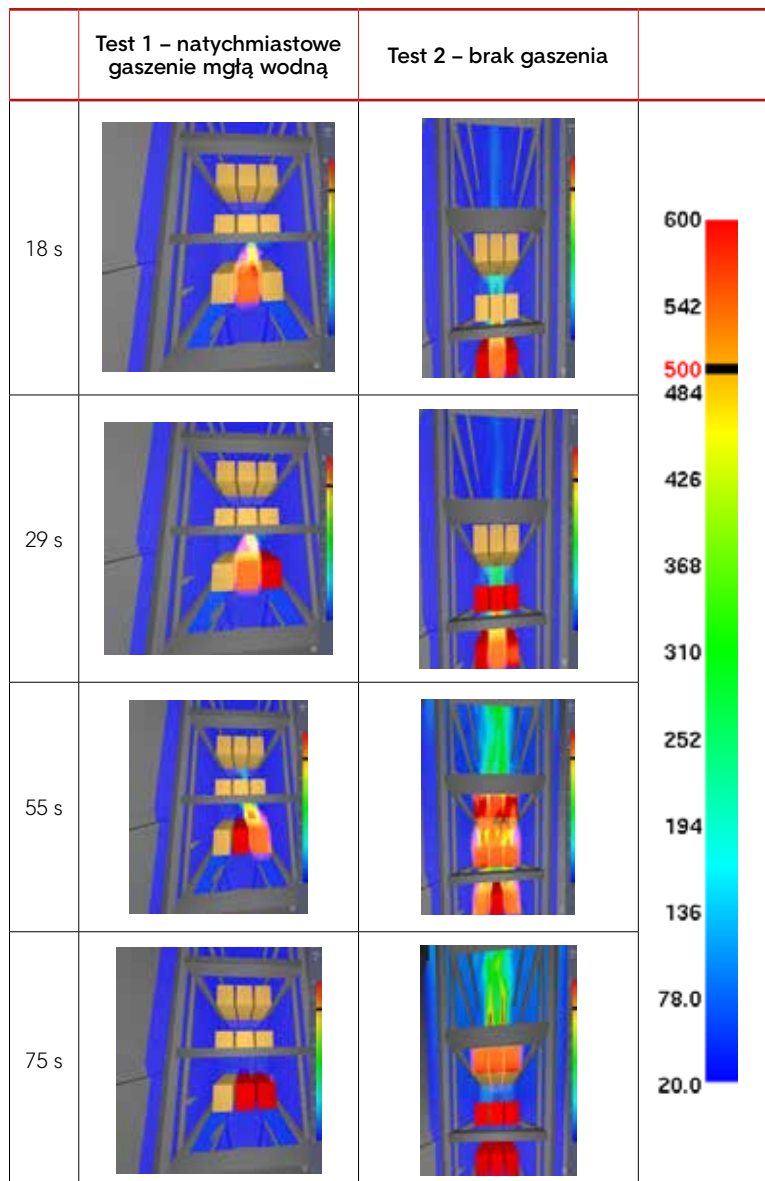 Test 1 – natychmiastowe
gaszenie mgłą wodną
Test 2 – brak gaszenia
18 s
29 s
55 s
75 s
600
542
500
484
426
368
310
252
194
136
78.0
20.0